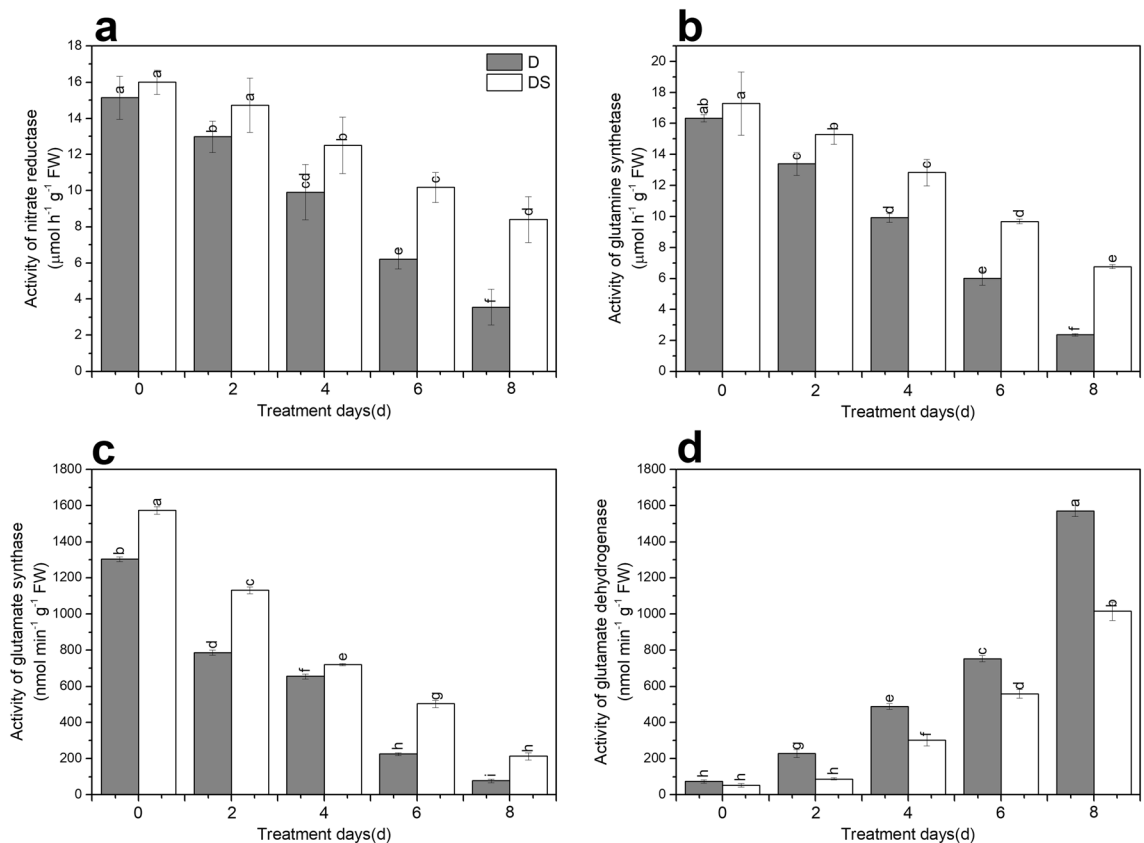 a
Activity of nitrate reductase
(μmol h⁻¹ g⁻¹ FW)
18
16
14
12
10
8
6
4
2
0
D
DS
a
a
b
a
cd
b
e
c
f
d
0 2 4 6 8
Treatment days(d)
b
Activity of glutamine synthetase
(μmol h⁻¹ g⁻¹ FW)
20
18
16
14
12
10
8
6
4
2
0
ab
a
c
b
d
c
e
d
f
e
0 2 4 6 8
Treatment days(d)
c
Activity of glutamate synthase
(nmol min⁻¹ g⁻¹ FW)
1800
1600
1400
1200
1000
800
600
400
200
0
b
a
d
c
f
e
h
g
i
h
0 2 4 6 8
Treatment days(d)
d
Activity of glutamate dehydrogenase
(nmol min⁻¹ g⁻¹ FW)
1800
1600
1400
1200
1000
800
600
400
200
0
h
h
g
h
e
f
c
d
a
b
0 2 4 6 8
Treatment days(d)